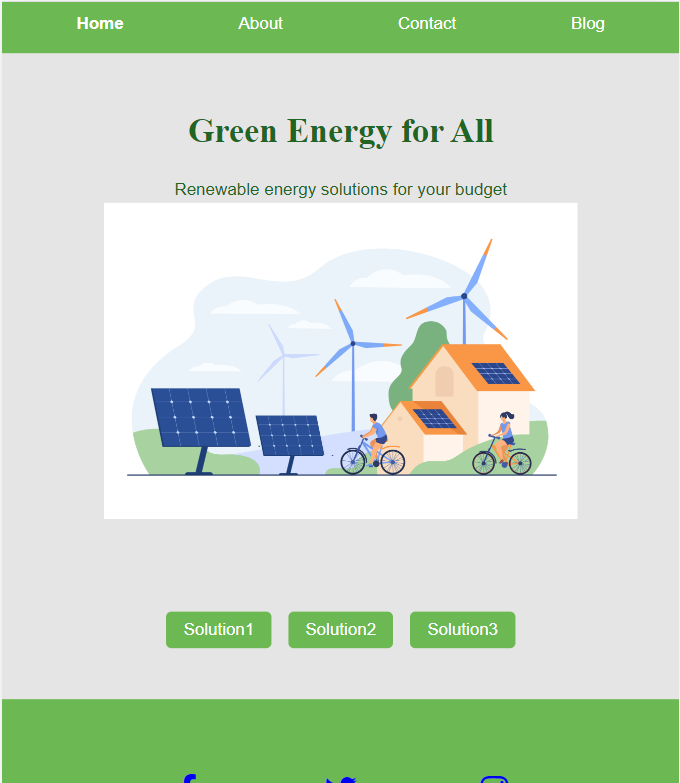 Home About Contact Blog
Green Energy for All
Renewable energy solutions for your budget
Solution1 Solution2 Solution3